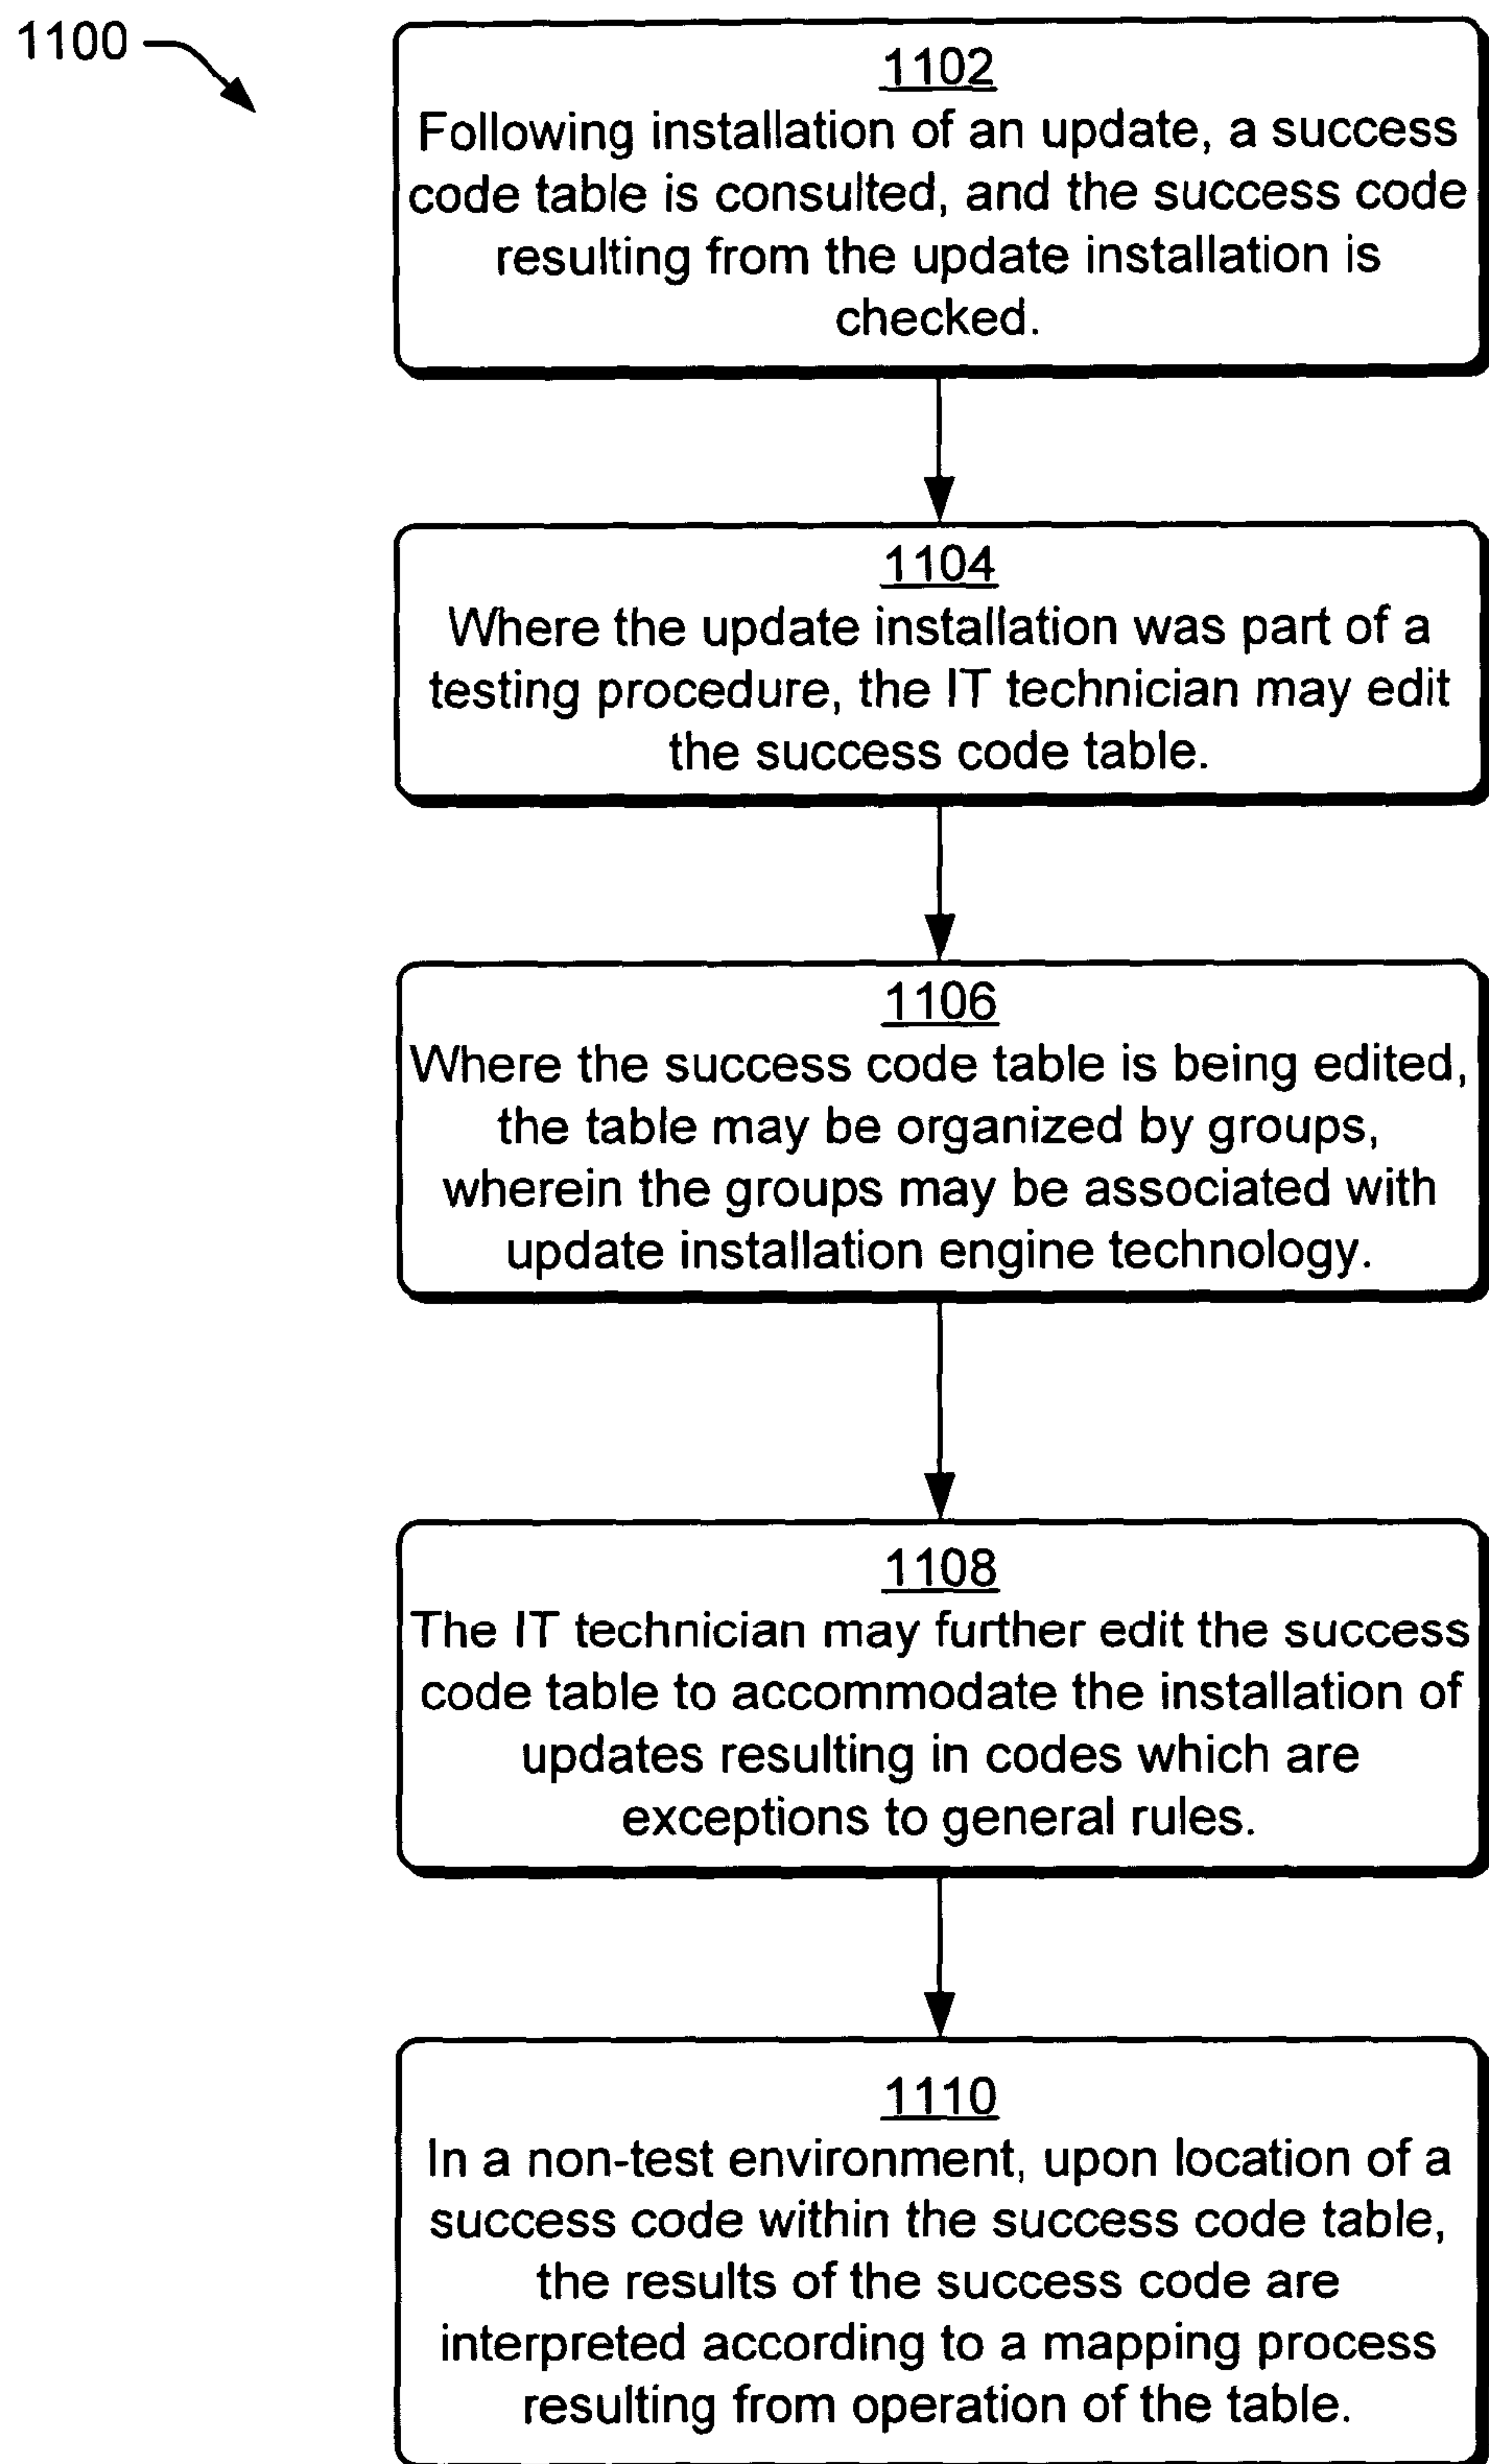 1100
1102
Following installation of an update, a success
code table is consulted, and the success code
resulting from the update installation is
checked.
1104
Where the update installation was part of a
testing procedure, the IT technician may edit
the success code table.
1106
Where the success code table is being edited,
the table may be organized by groups,
wherein the groups may be associated with
update installation engine technology.
1108
The IT technician may further edit the success
code table to accommodate the installation of
updates resulting in codes which are
exceptions to general rules.
1110
In a non-test environment, upon location of a
success code within the success code table,
the results of the success code are
interpreted according to a mapping process
resulting from operation of the table.